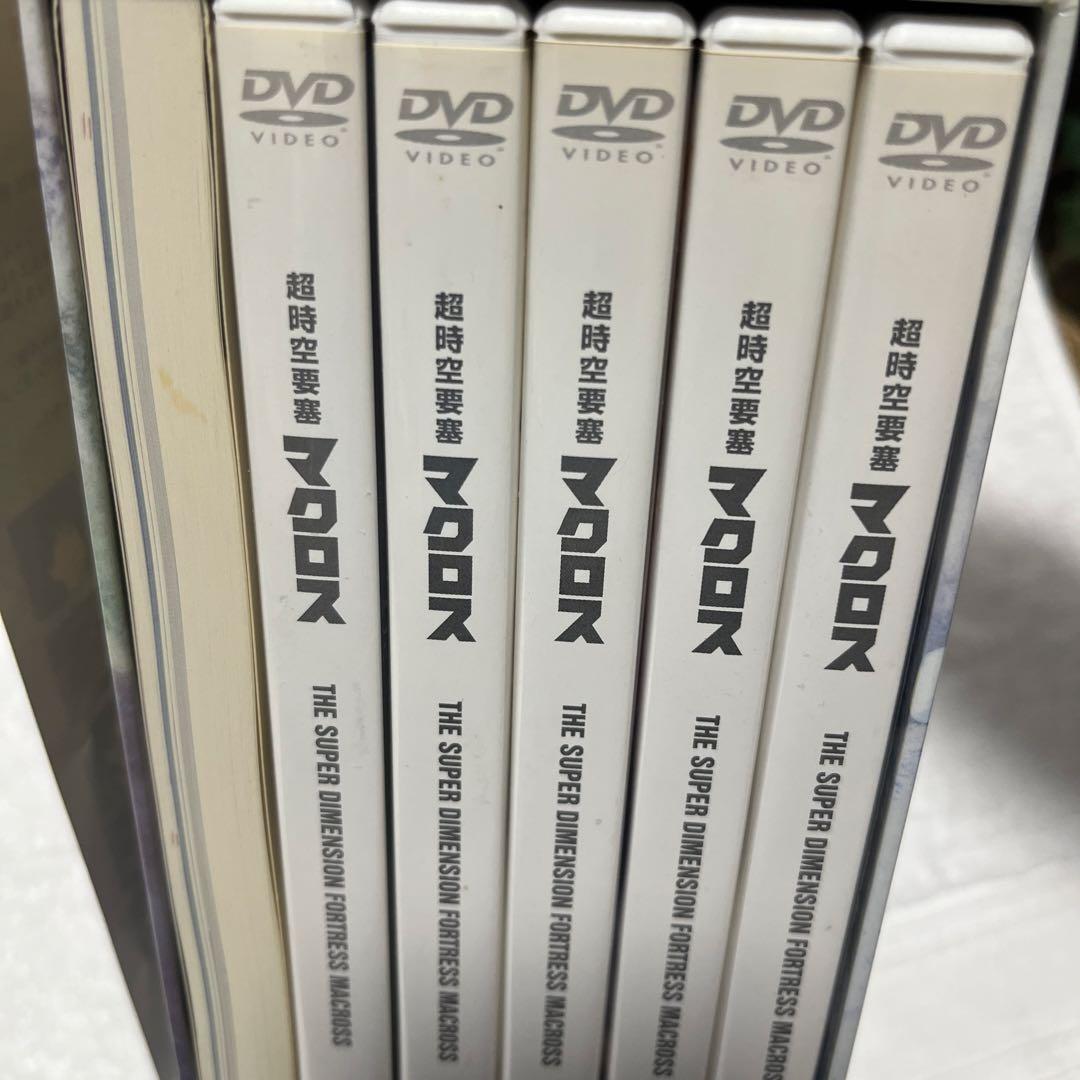 DVD
VIDEO
超時空要塞
マクロス
THE SUPER DIMENSION FORTRESS MACROSS
DVD
VIDEO
超時空要塞
マクロス
THE SUPER DIMENSION FORTRESS MACROSS
DVD
VIDEO
超時空要塞
マクロス
THE SUPER DIMENSION FORTRESS MACROSS
DVD
VIDEO
超時空要塞
マクロス
THE SUPER DIMENSION FORTRESS MACROSS
DVD
VIDEO
超時空要塞
マクロス
THE SUPER DIMENSION FORTRESS MACROSS